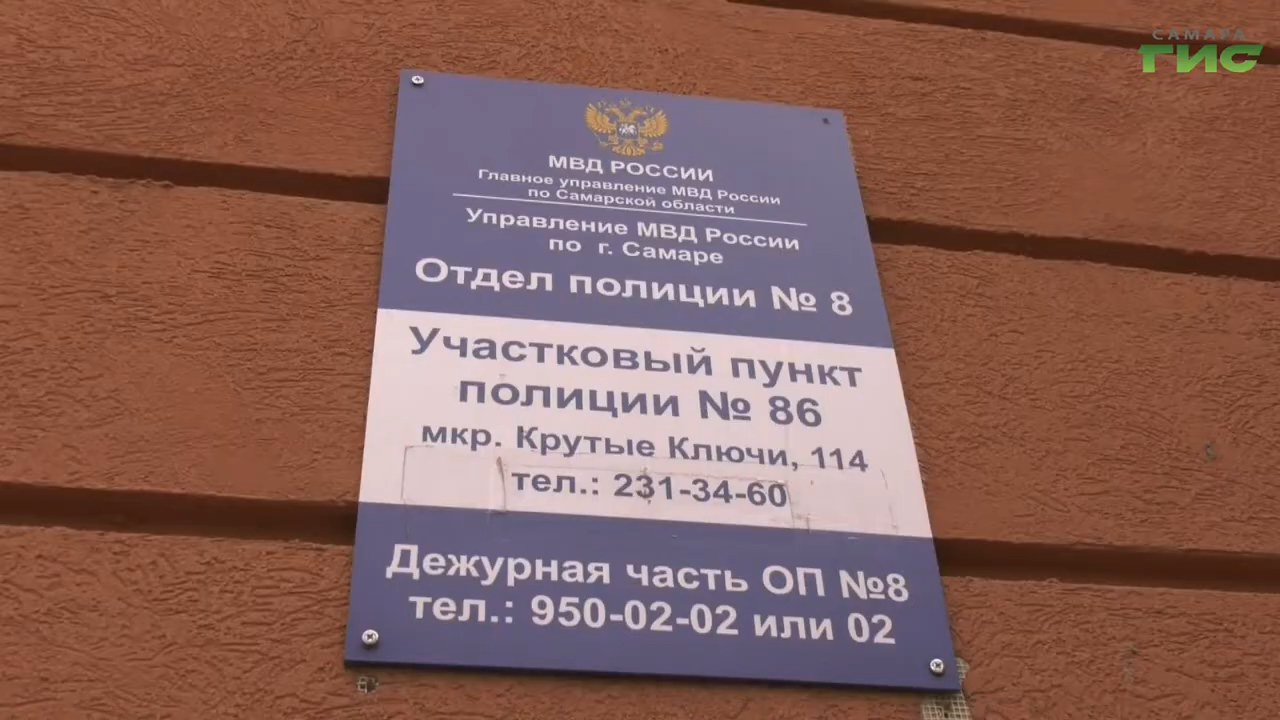 САМАРА
ГИС
МВД РОССИИ
Главное управление МВД России
по Самарской области
Управление МВД России
по г. Самаре
Отдел полиции № 8
Участковый пункт
полиции № 86
мкр. Крутые Ключи, 114
тел.: 231-34-60
Дежурная часть ОП №8
тел.: 950-02-02 или 02